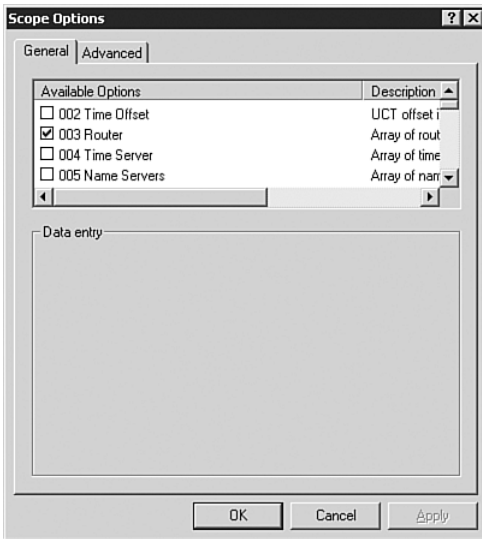 Scope Options
General Advanced
Available Options Description
002 Time Offset UCT offset i
003 Router Array of rout
004 Time Server Array of time
005 Name Servers Array of nam
Data entry
OK Cancel Apply